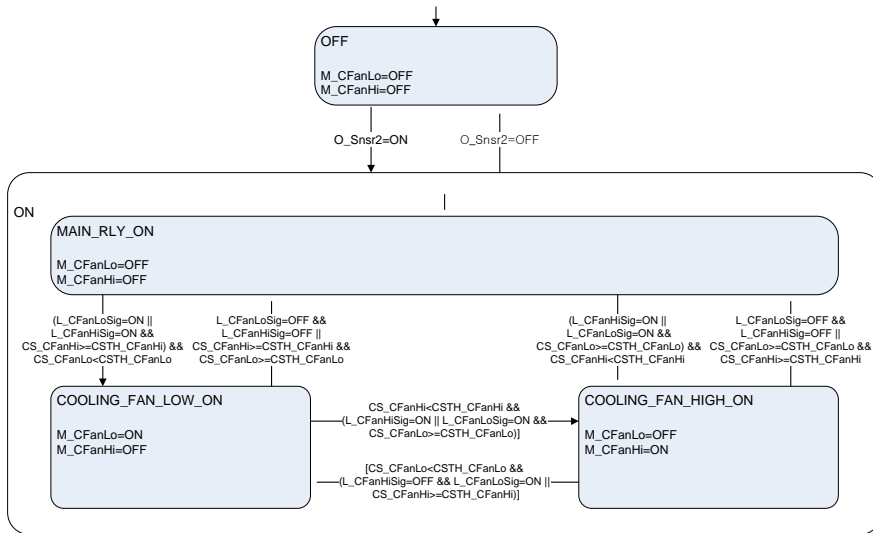 OFF
M_CFanLo=OFF
M_CFanHi=OFF
O_Snsr2=ON
O_Snsr2=OFF
ON
MAIN_RLY_ON
M_CFanLo=OFF
M_CFanHi=OFF
(L_CFanLoSig=ON ||
L_CFanHiSig=ON &&
CS_CFanHi>=CSTH_CFanHi) &&
CS_CFanLo<CSTH_CFanLo
L_CFanLoSig=OFF &&
L_CFanHiSig=OFF ||
CS_CFanHi>=CSTH_CFanHi &&
CS_CFanLo>=CSTH_CFanLo
(L_CFanHiSig=ON ||
L_CFanLoSig=ON &&
CS_CFanLo>=CSTH_CFanLo) &&
CS_CFanHi<CSTH_CFanHi
L_CFanLoSig=OFF &&
L_CFanHiSig=OFF ||
CS_CFanLo>=CSTH_CFanLo &&
CS_CFanHi>=CSTH_CFanHi
COOLING_FAN_LOW_ON
M_CFanLo=ON
M_CFanHi=OFF
CS_CFanHi<CSTH_CFanHi &&
(L_CFanHiSig=ON || L_CFanLoSig=ON &&
CS_CFanLo>=CSTH_CFanLo)]
[CS_CFanLo<CSTH_CFanLo &&
(L_CFanHiSig=OFF && L_CFanLoSig=ON ||
CS_CFanHi>=CSTH_CFanHi)]
COOLING_FAN_HIGH_ON
M_CFanLo=OFF
M_CFanHi=ON